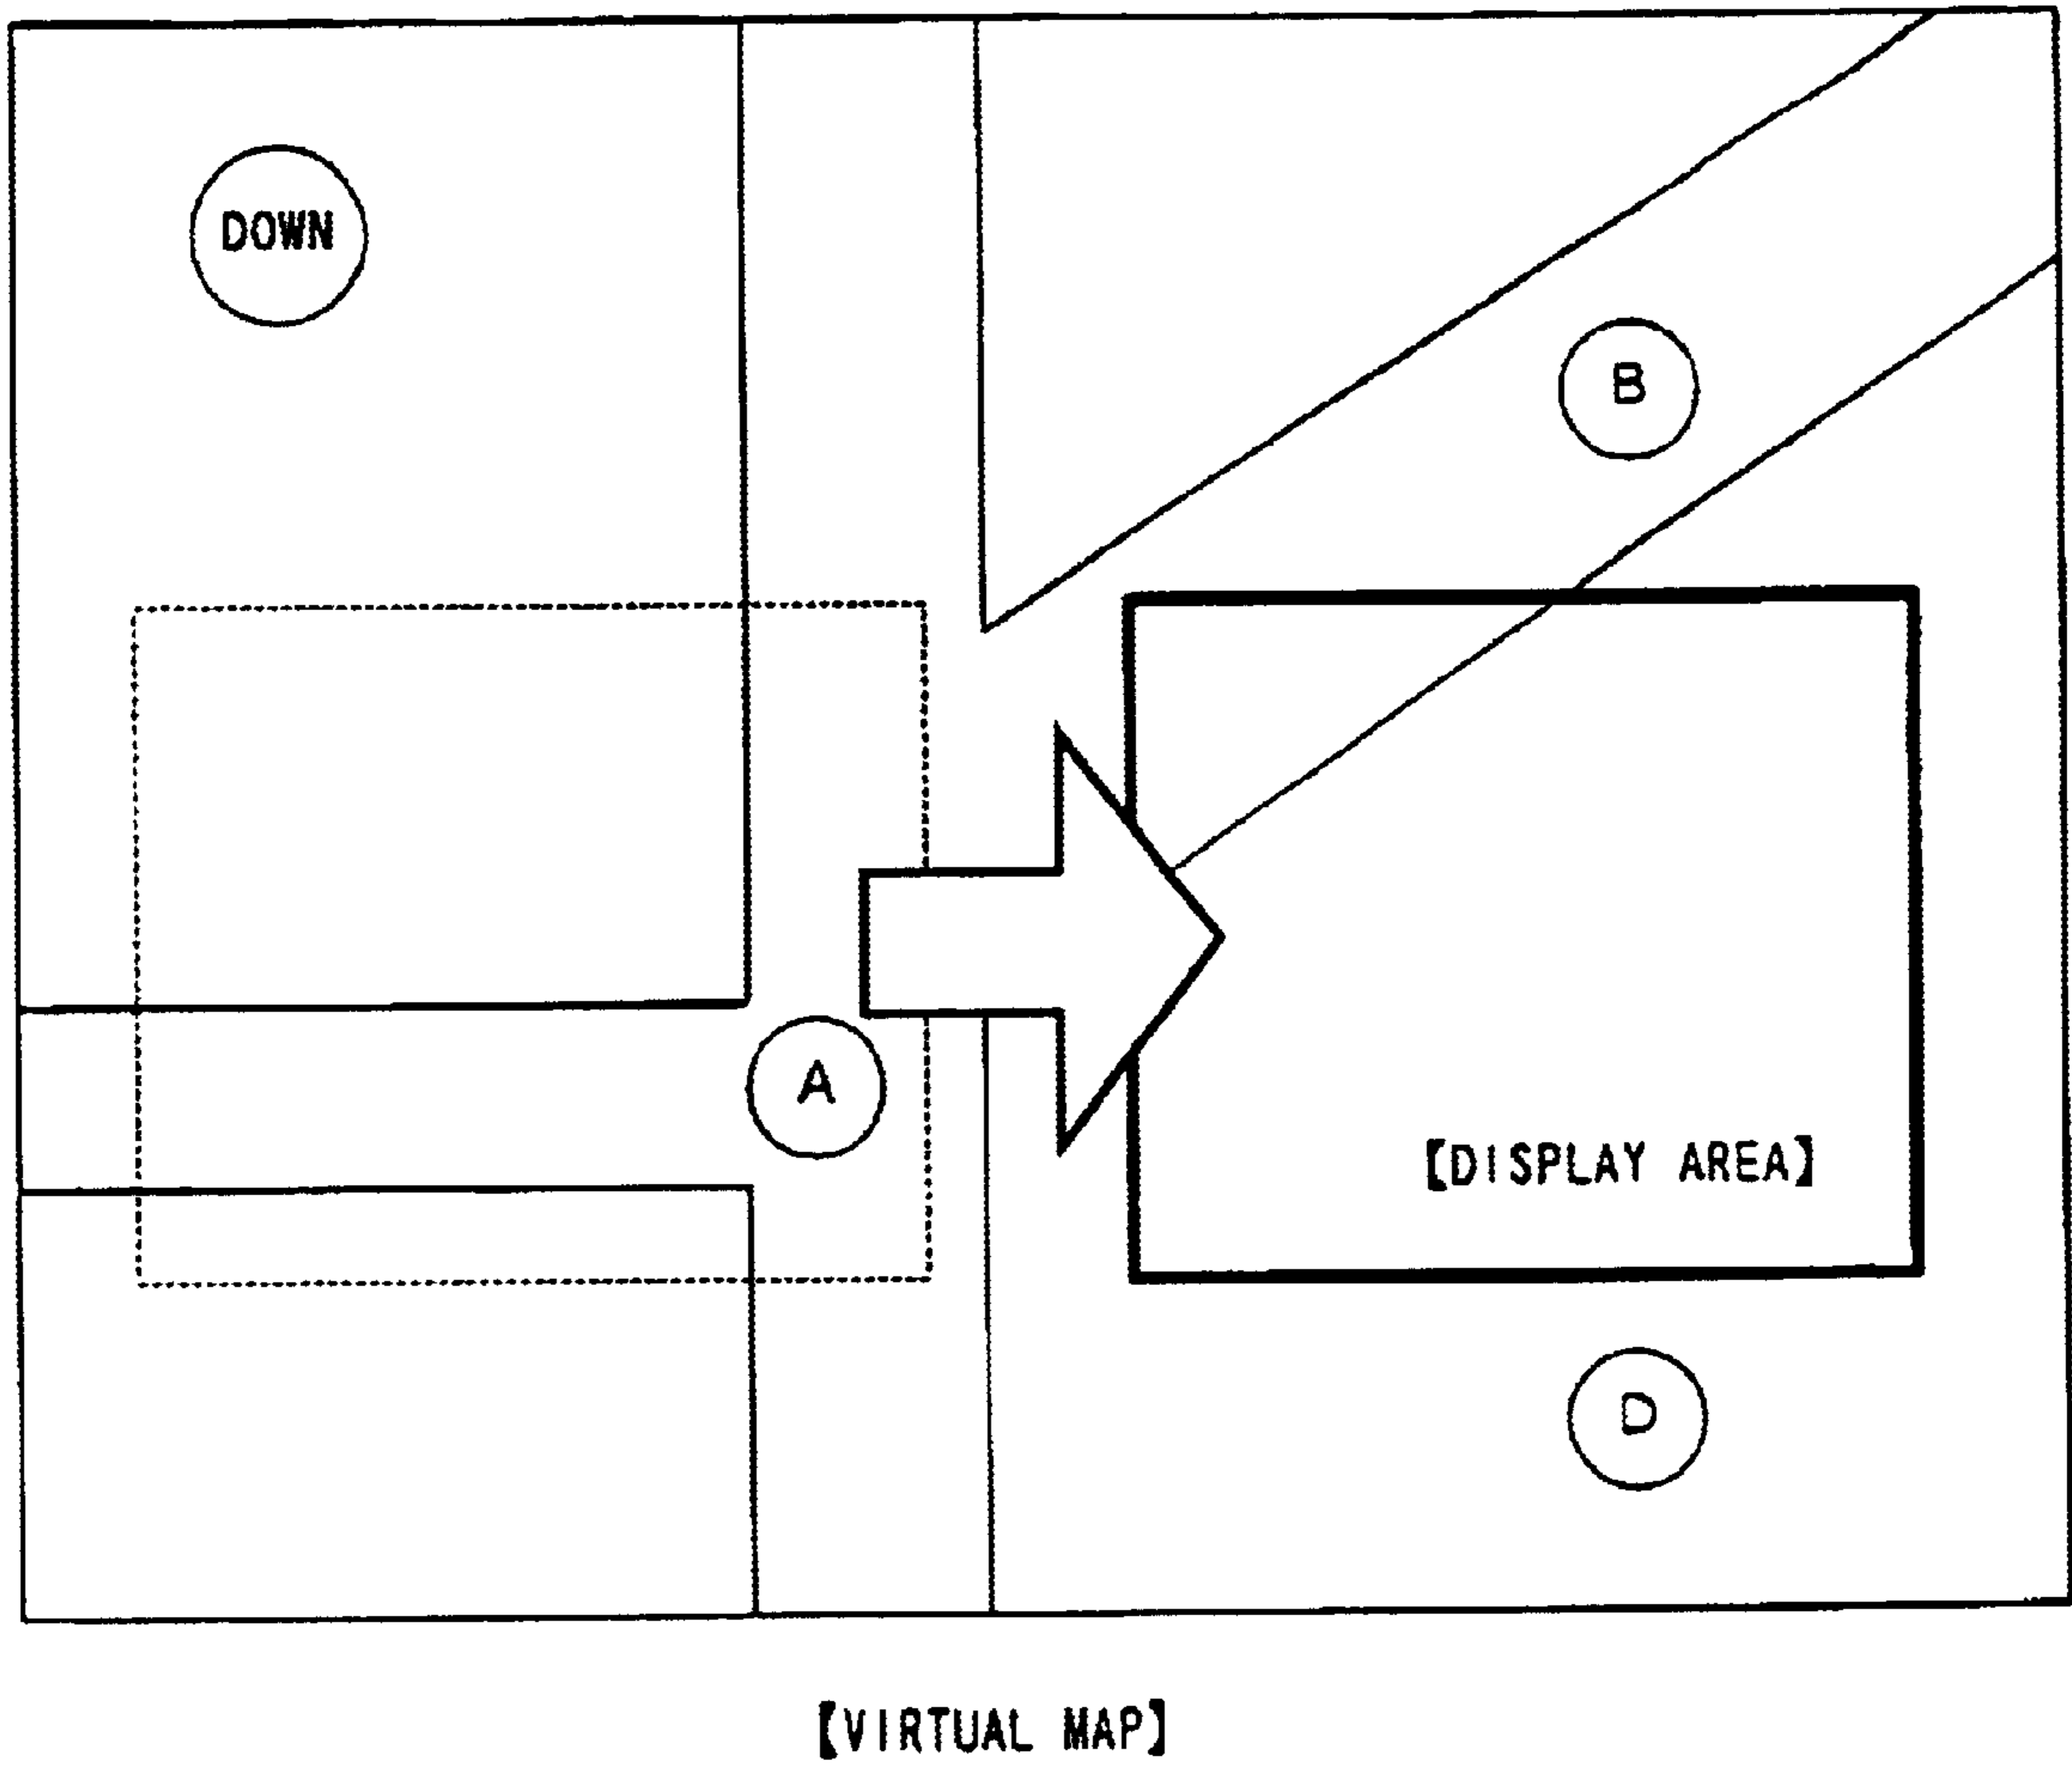 DOWN
B
A
【DISPLAY AREA】
D
【VIRTUAL MAP】